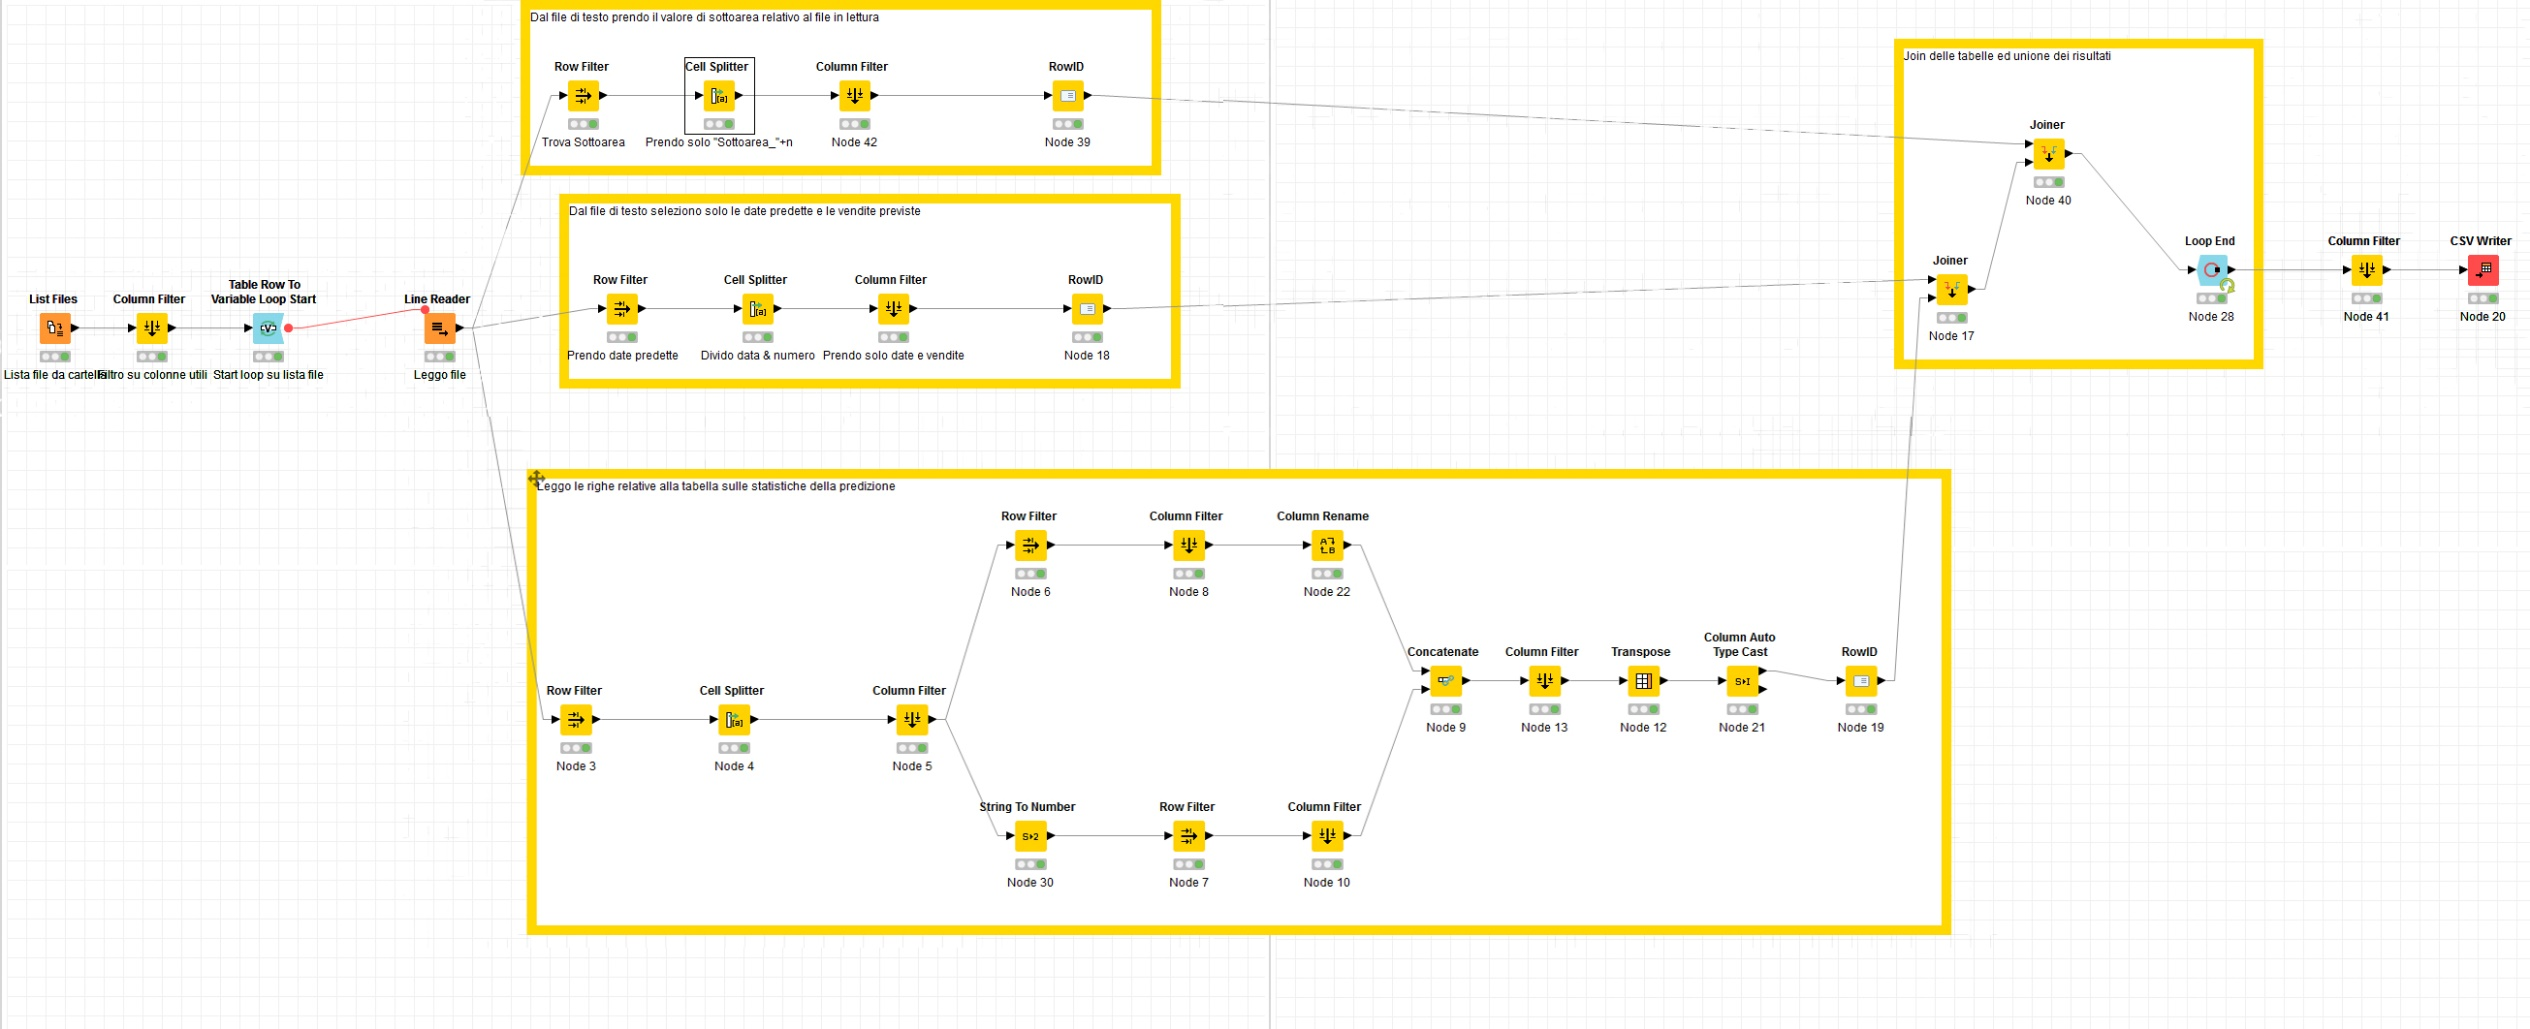 Dal file di testo prendo il valore di sottoarea relativo al file in lettura
Row Filter
Cell Splitter
Column Filter
RowID
Trova Sottoarea
Prendo solo "Sottoarea_"+n
Node 42
Node 39
Dal file di testo seleziono solo le date predette e le vendite previste
Row Filter
Cell Splitter
Column Filter
RowID
Prendo date predette
Divido data & numero
Prendo solo date e vendite
Node 18
List Files
Column Filter
Table Row To
Variable Loop Start
Line Reader
Lista file da cartella
Filtro su colonne utili
Start loop su lista file
Leggo file
Join delle tabelle ed unione dei risultati
Joiner
Node 40
Joiner
Node 17
Loop End
Node 28
Column Filter
Node 41
CSV Writer
Node 20
Leggo le righe relative alla tabella sulle statistiche della predizione
Row Filter
Column Filter
Column Rename
Node 6
Node 8
Node 22
Row Filter
Cell Splitter
Column Filter
Node 3
Node 4
Node 5
String To Number
Row Filter
Column Filter
S▸2
Node 30
Node 7
Node 10
Concatenate
Column Filter
Transpose
Column Auto
Type Cast
RowID
S▸I
Node 9
Node 13
Node 12
Node 21
Node 19